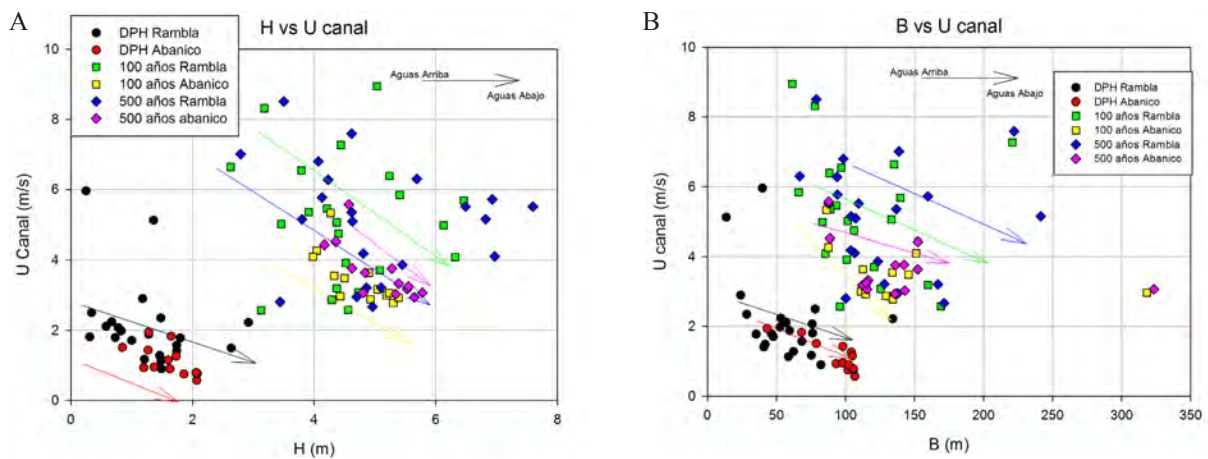 A
H vs U canal
DPH Rambla
DPH Abanico
100 años Rambla
100 años Abanico
500 años Rambla
500 años abanico
Aguas Arriba
Aguas Abajo
U Canal (m/s)
10
8
6
4
2
0
0 2 4 6 8
H (m)
B
B vs U canal
Aguas Arriba
Aguas Abajo
DPH Rambla
DPH Abanico
100 años Rambla
100 años Abanico
500 años Rambla
500 años Abanico
U canal (m/s)
10
8
6
4
2
0
0 50 100 150 200 250 300 350
B (m)